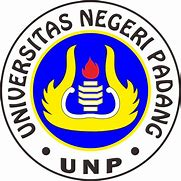 UNIVERSITAS NEGERI PADANG
• UNP •